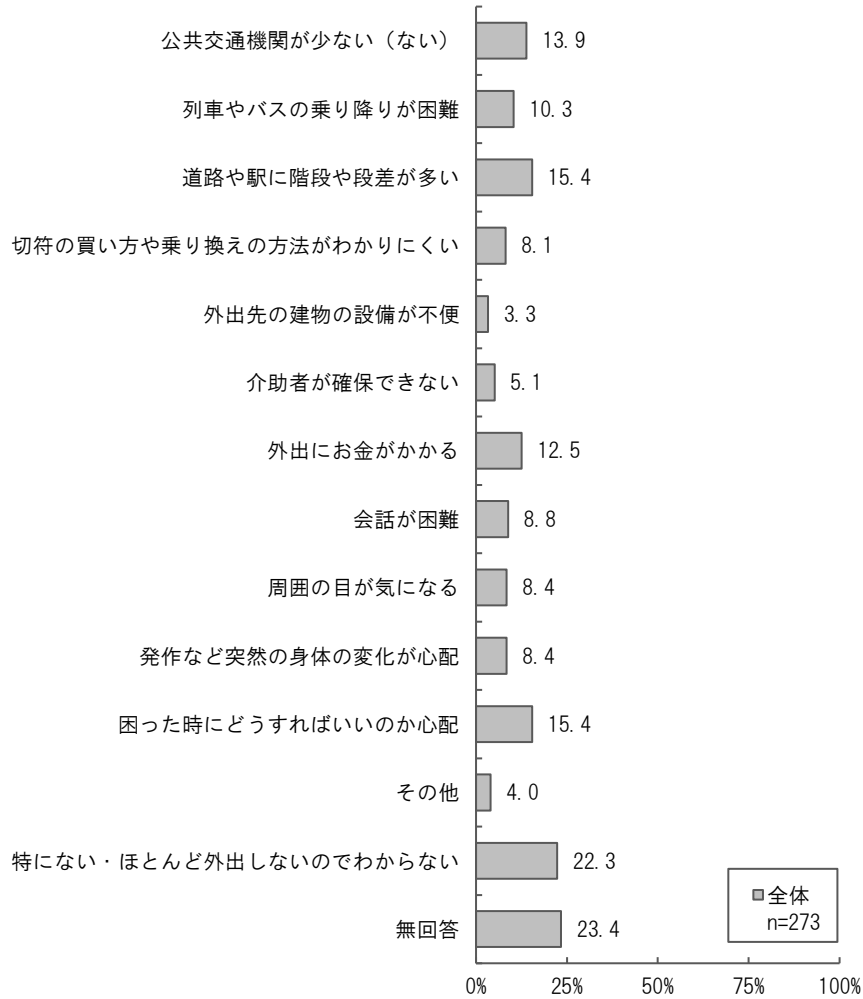 公共交通機関が少ない（ない） 13.9
列車やバスの乗り降りが困難 10.3
道路や駅に階段や段差が多い 15.4
切符の買い方や乗り換えの方法がわかりにくい 8.1
外出先の建物の設備が不便 3.3
介助者が確保できない 5.1
外出にお金がかかる 12.5
会話が困難 8.8
周囲の目が気になる 8.4
発作など突然の身体の変化が心配 8.4
困った時にどうすればいいのか心配 15.4
その他 4.0
特にない・ほとんど外出しないのでわからない 22.3
無回答 23.4
全体
n=273
0% 25% 50% 75% 100%